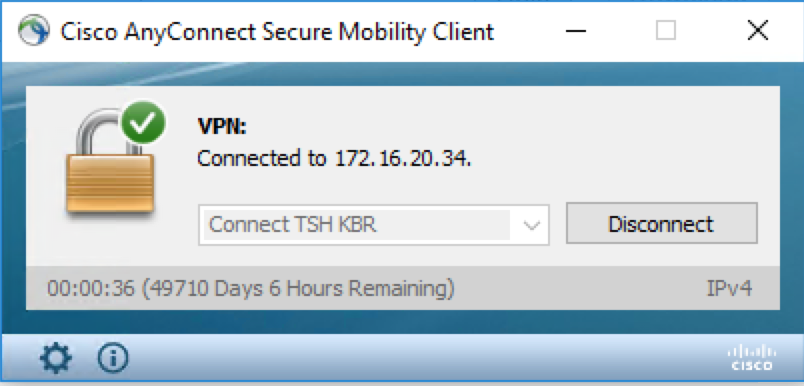 Cisco AnyConnect Secure Mobility Client
VPN:
Connected to 172.16.20.34.
Connect TSH KBR
Disconnect
00:00:36 (49710 Days 6 Hours Remaining)
IPv4
cisco